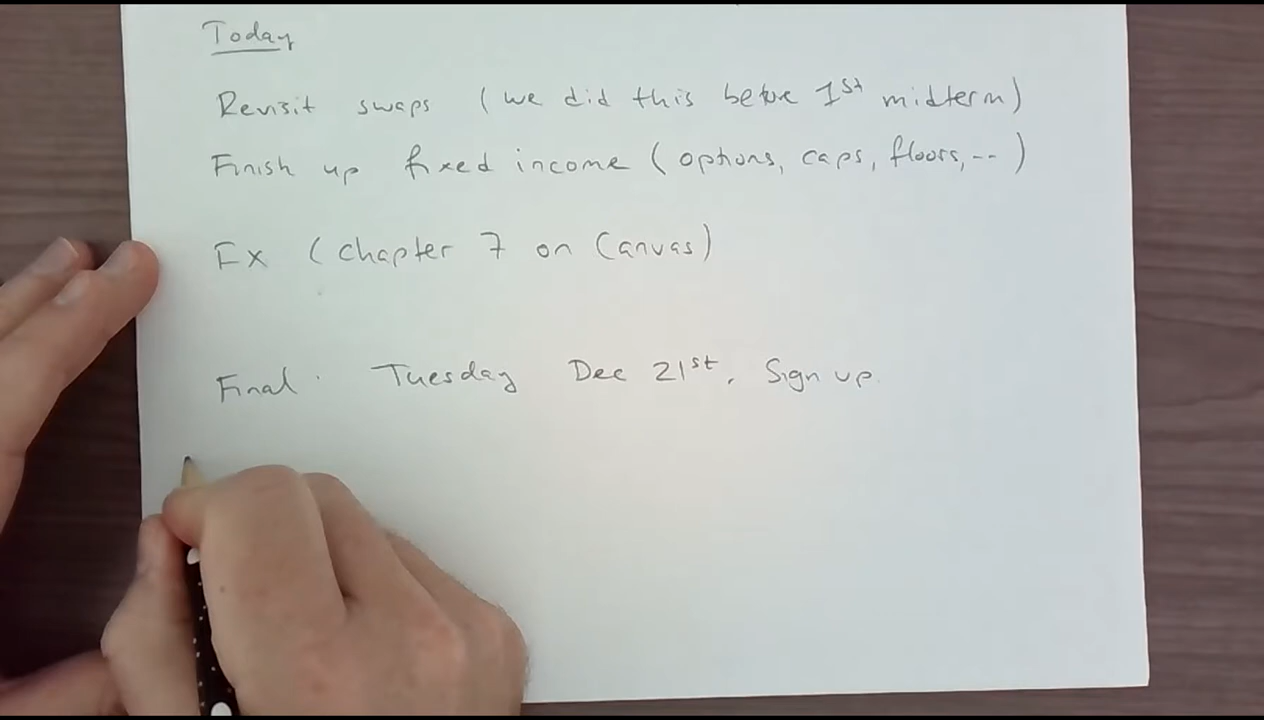 Today
Revisit swaps (we did this before 1st midterm)
Finish up fixed income (options, caps, floors, -- )
FX (chapter 7 on Canvas)
Final. Tuesday Dec 21st. Sign up